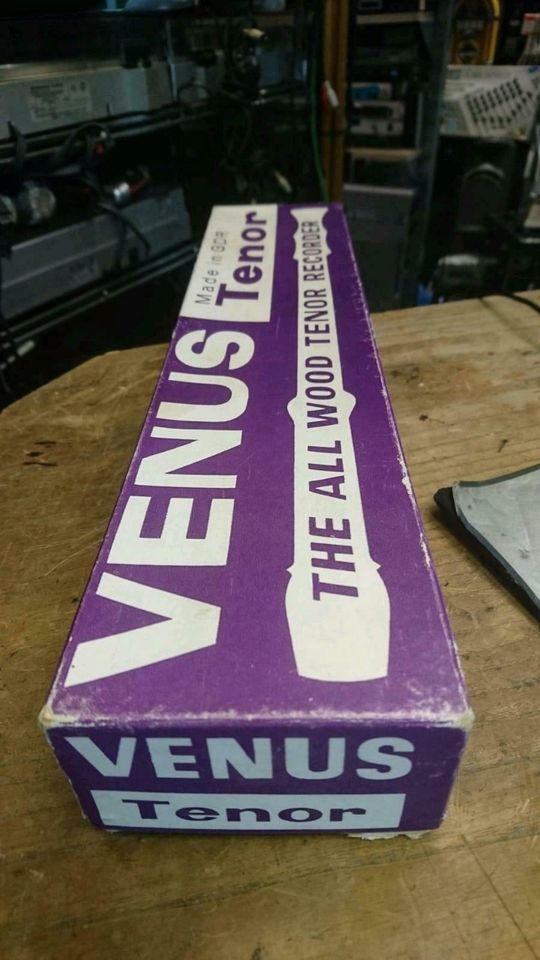 VENUS
Made in GDR
Tenor
THE ALL WOOD TENOR RECORDER
VENUS
Tenor